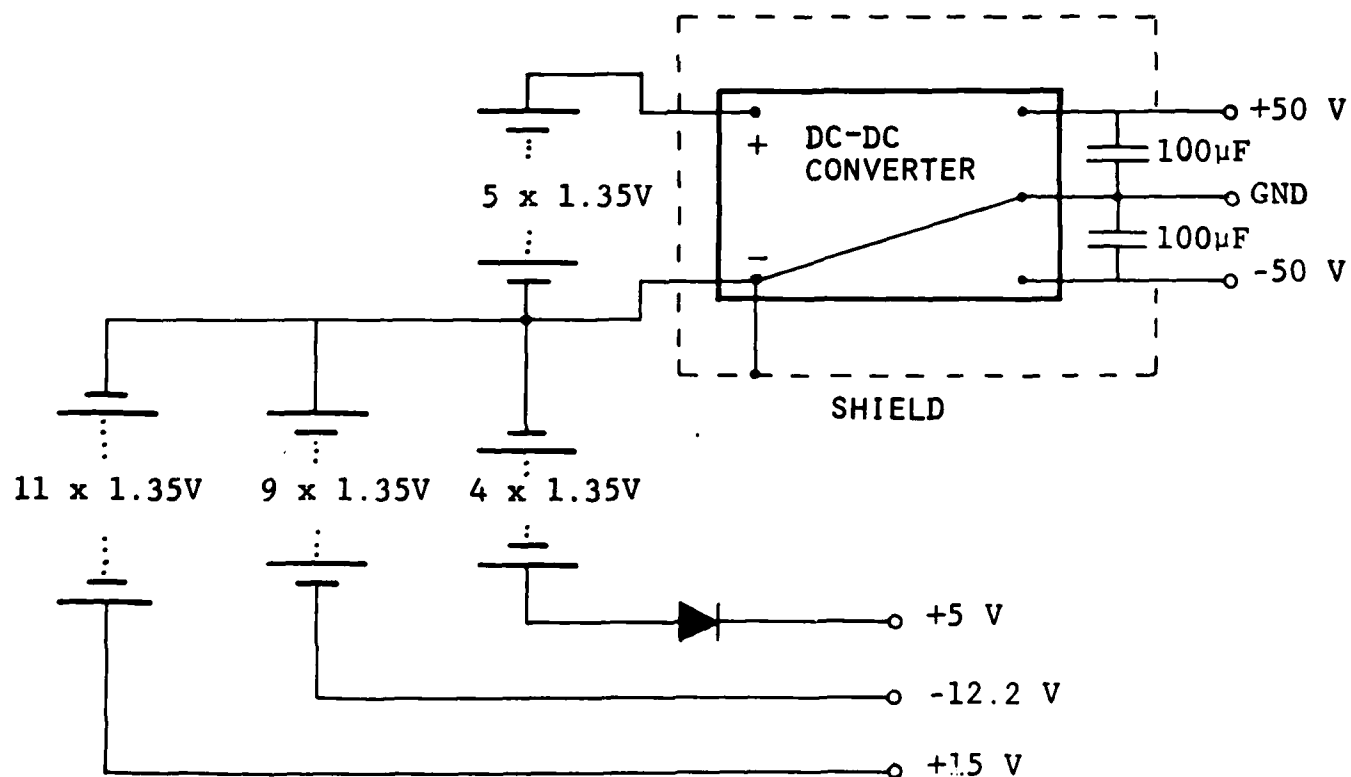 +50 V
+
DC-DC
CONVERTER
100µF
5 x 1.35V
GND
100µF
−
-50 V
SHIELD
11 x 1.35V
9 x 1.35V
4 x 1.35V
+5 V
-12.2 V
+15 V